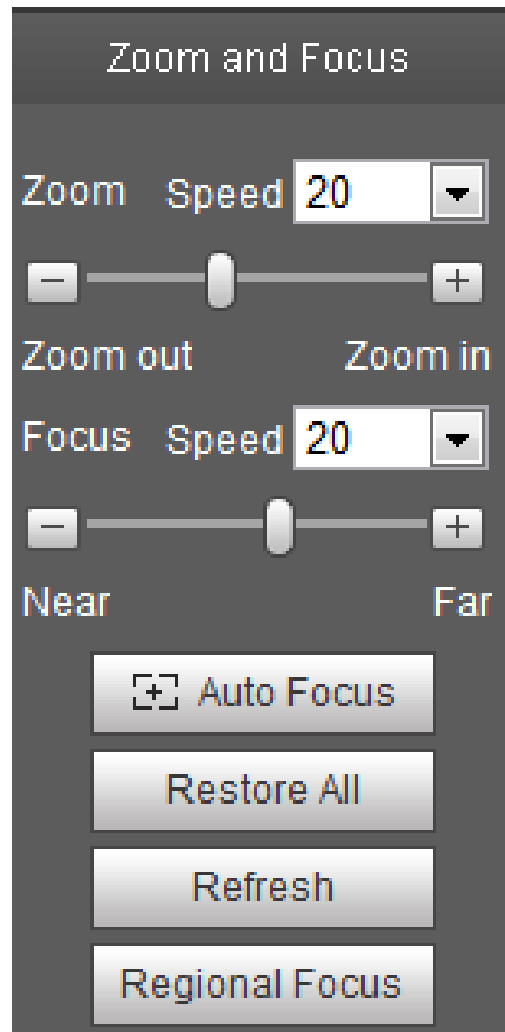 Zoom and Focus
Zoom Speed 20
Zoom out Zoom in
Focus Speed 20
Near Far
Auto Focus
Restore All
Refresh
Regional Focus